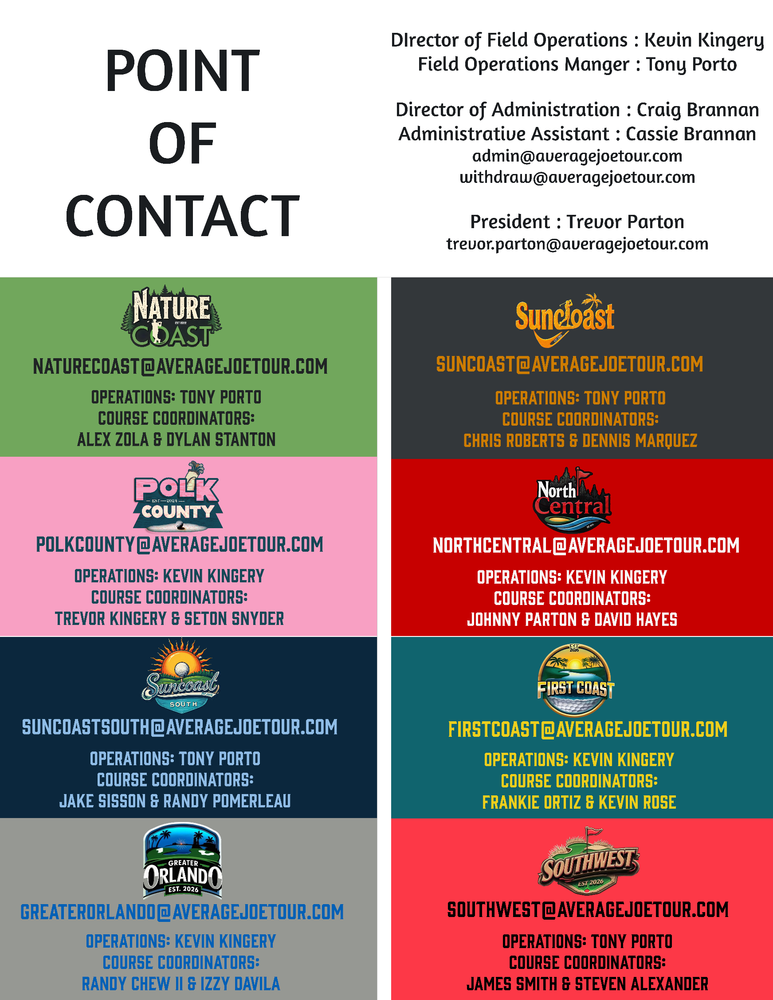 POINT
OF
CONTACT
DIrector of Field Operations : Kevin Kingery
Field Operations Manger : Tony Porto
Director of Administration : Craig Brannan
Administrative Assistant : Cassie Brannan
admin@averagejoetour.com
withdraw@averagejoetour.com
President : Trevor Parton
trevor.parton@averagejoetour.com
NATURE
EST 2022
COAST
NATURECOAST@AVERAGEJOETOUR.COM
OPERATIONS: TONY PORTO
COURSE COORDINATORS:
ALEX ZOLA & DYLAN STANTON
Suncoast
SUNCOAST@AVERAGEJOETOUR.COM
OPERATIONS: TONY PORTO
COURSE COORDINATORS:
CHRIS ROBERTS & DENNIS MARQUEZ
POLK
EST 2024
COUNTY
POLKCOUNTY@AVERAGEJOETOUR.COM
OPERATIONS: KEVIN KINGERY
COURSE COORDINATORS:
TREVOR KINGERY & SETON SNYDER
North
Central
NORTHCENTRAL@AVERAGEJOETOUR.COM
OPERATIONS: KEVIN KINGERY
COURSE COORDINATORS:
JOHNNY PARTON & DAVID HAYES
Suncoast
SOUTH
SUNCOASTSOUTH@AVERAGEJOETOUR.COM
OPERATIONS: TONY PORTO
COURSE COORDINATORS:
JAKE SISSON & RANDY POMERLEAU
EST
2026
FIRST COAST
FIRSTCOAST@AVERAGEJOETOUR.COM
OPERATIONS: KEVIN KINGERY
COURSE COORDINATORS:
FRANKIE ORTIZ & KEVIN ROSE
GREATER
ORLANDO
EST. 2026
GREATERORLANDO@AVERAGEJOETOUR.COM
OPERATIONS: KEVIN KINGERY
COURSE COORDINATORS:
RANDY CHEW II & IZZY DAVILA
SOUTHWEST
EST 2026
SOUTHWEST@AVERAGEJOETOUR.COM
OPERATIONS: TONY PORTO
COURSE COORDINATORS:
JAMES SMITH & STEVEN ALEXANDER